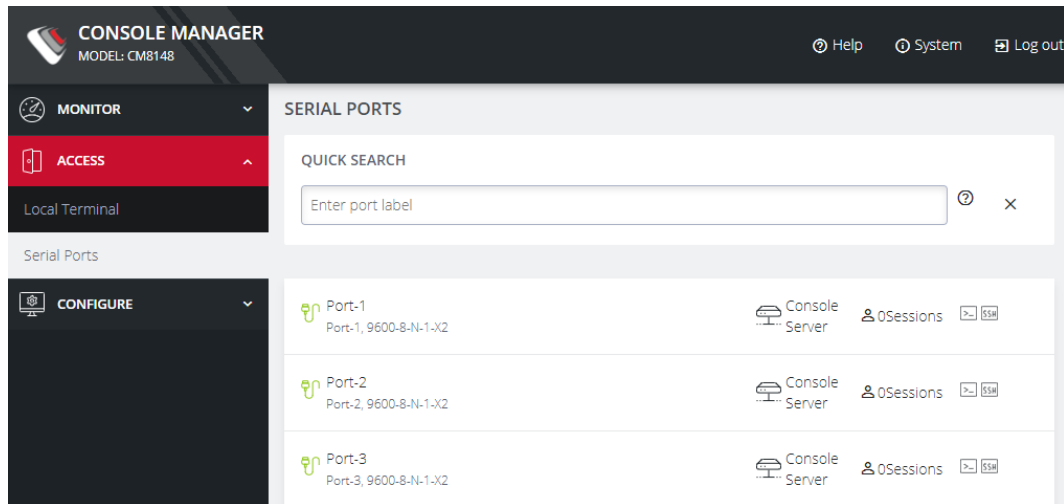 CONSOLE MANAGER
MODEL: CM8148
Help
System
Log out
MONITOR
ACCESS
Local Terminal
Serial Ports
CONFIGURE
SERIAL PORTS
QUICK SEARCH
Enter port label
Port-1
Port-1, 9600-8-N-1-X2
Console
Server
0Sessions
>_ SSH
Port-2
Port-2, 9600-8-N-1-X2
Console
Server
0Sessions
>_ SSH
Port-3
Port-3, 9600-8-N-1-X2
Console
Server
0Sessions
>_ SSH